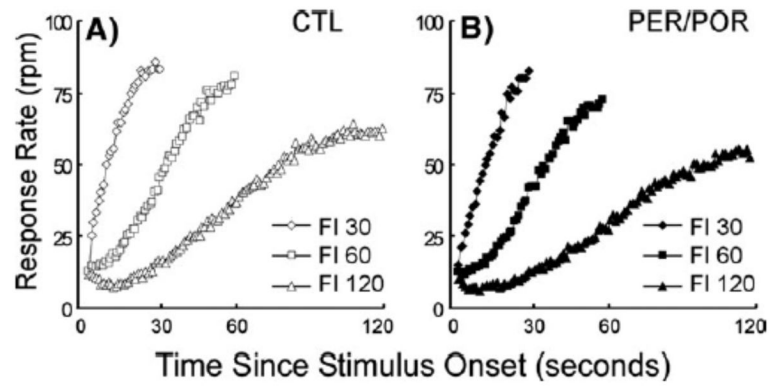 A) CTL
B) PER/POR
Response Rate (rpm)
100
75
50
25
0
FI 30
FI 60
FI 120
0 30 60 120
100
75
50
25
0
FI 30
FI 60
FI 120
0 30 60 120
Time Since Stimulus Onset (seconds)